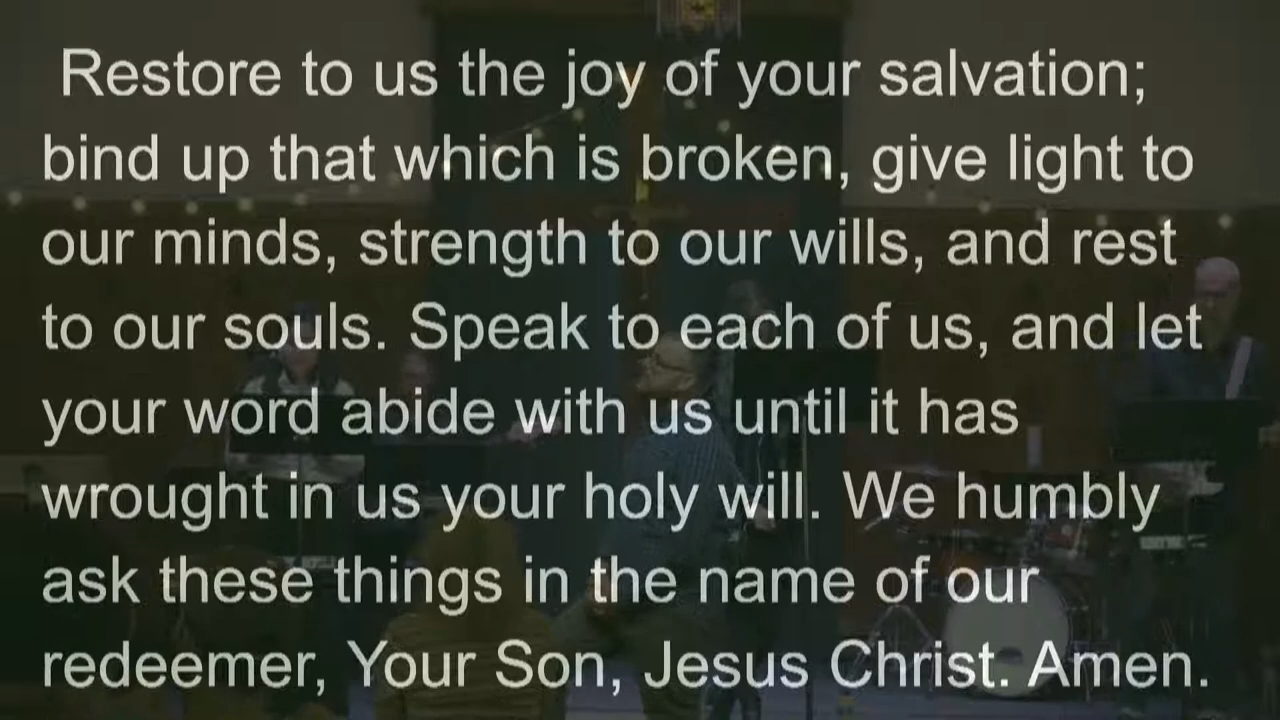 Restore to us the joy of your salvation;
bind up that which is broken, give light to
our minds, strength to our wills, and rest
to our souls. Speak to each of us, and let
your word abide with us until it has
wrought in us your holy will. We humbly
ask these things in the name of our
redeemer, Your Son, Jesus Christ. Amen.